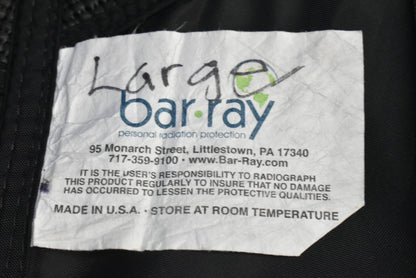 Large
bar·ray
personal radiation protection
95 Monarch Street, Littlestown, PA 17340
717-359-9100 • www.Bar-Ray.com
IT IS THE USER'S RESPONSIBILITY TO RADIOGRAPH
THIS PRODUCT REGULARLY TO INSURE THAT NO DAMAGE
HAS OCCURRED TO LESSEN THE PROTECTIVE QUALITIES.
MADE IN U.S.A. • STORE AT ROOM TEMPERATURE